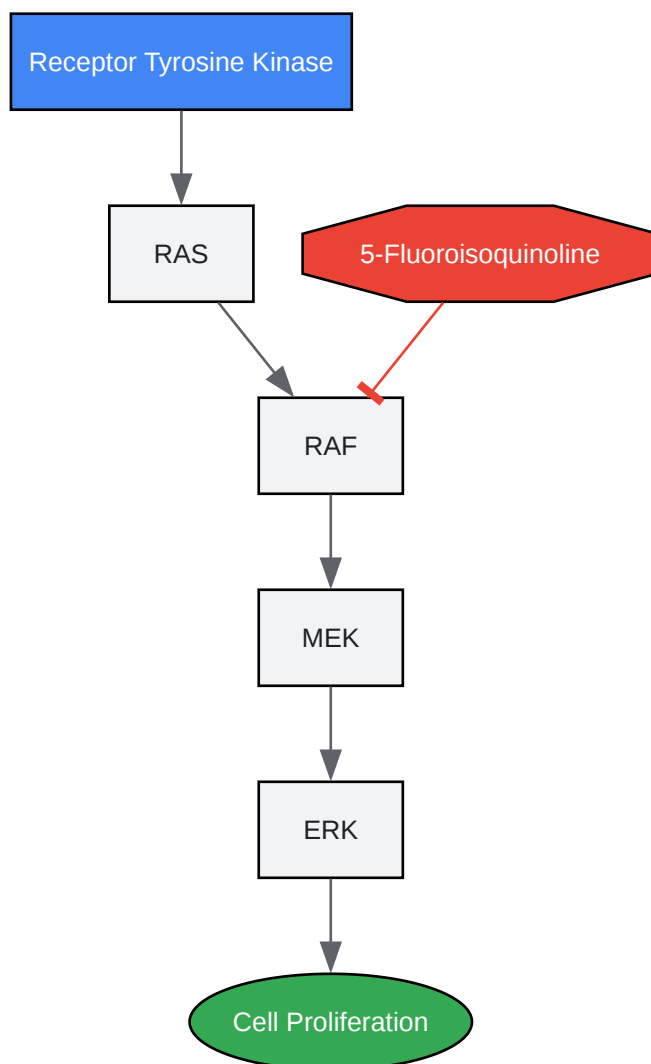 Receptor Tyrosine Kinase
RAS
5-Fluoroisoquinoline
RAF
MEK
ERK
Cell Proliferation